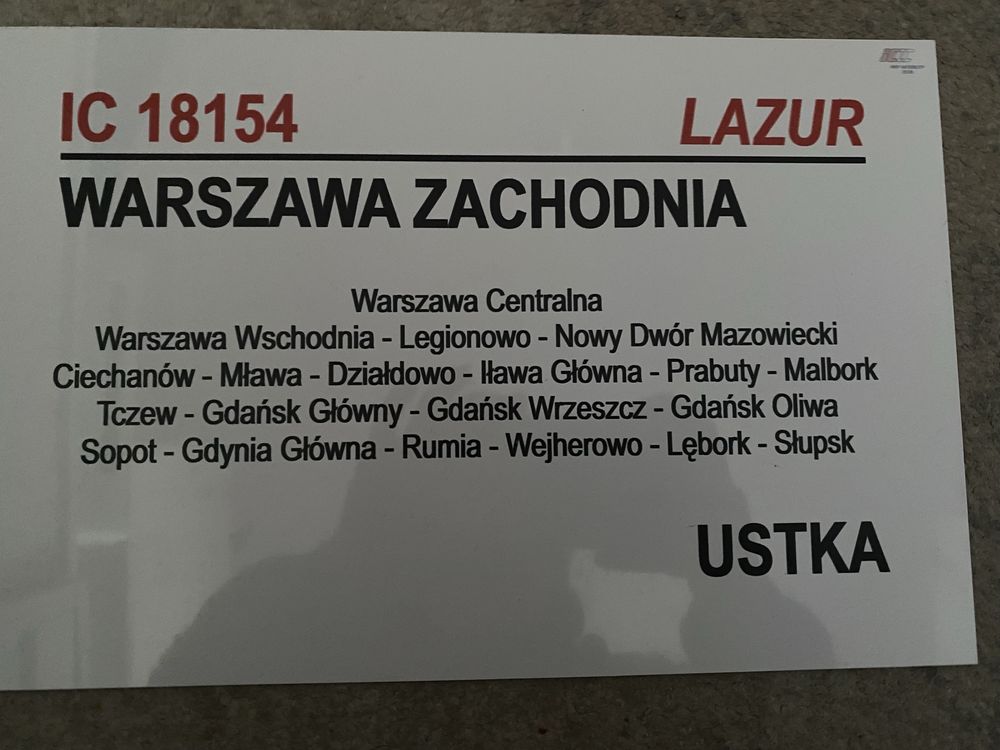 IC 18154 LAZUR
WARSZAWA ZACHODNIA
Warszawa Centralna
Warszawa Wschodnia - Legionowo - Nowy Dwór Mazowiecki
Ciechanów - Mława - Działdowo - Iława Główna - Prabuty - Malbork
Tczew - Gdańsk Główny - Gdańsk Wrzeszcz - Gdańsk Oliwa
Sopot - Gdynia Główna - Rumia - Wejherowo - Lębork - Słupsk
USTKA